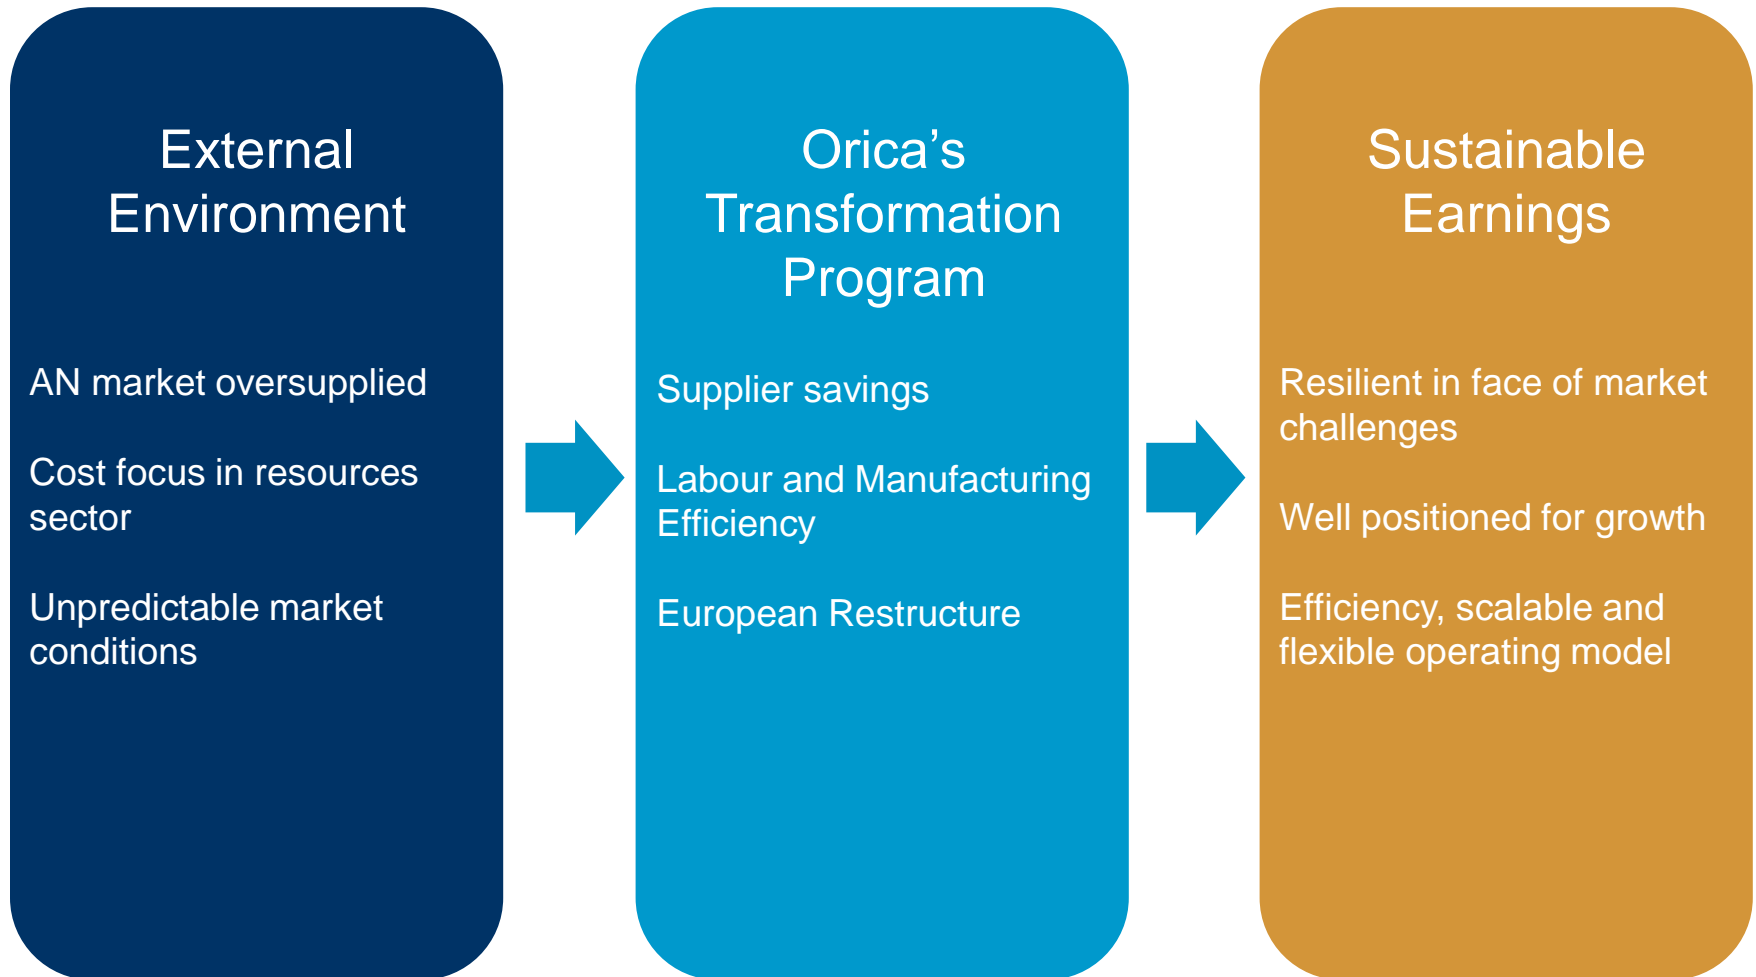 External
Environment
AN market oversupplied
Cost focus in resources
sector
Unpredictable market
conditions
Orica’s
Transformation
Program
Supplier savings
Labour and Manufacturing
Efficiency
European Restructure
Sustainable
Earnings
Resilient in face of market
challenges
Well positioned for growth
Efficiency, scalable and
flexible operating model